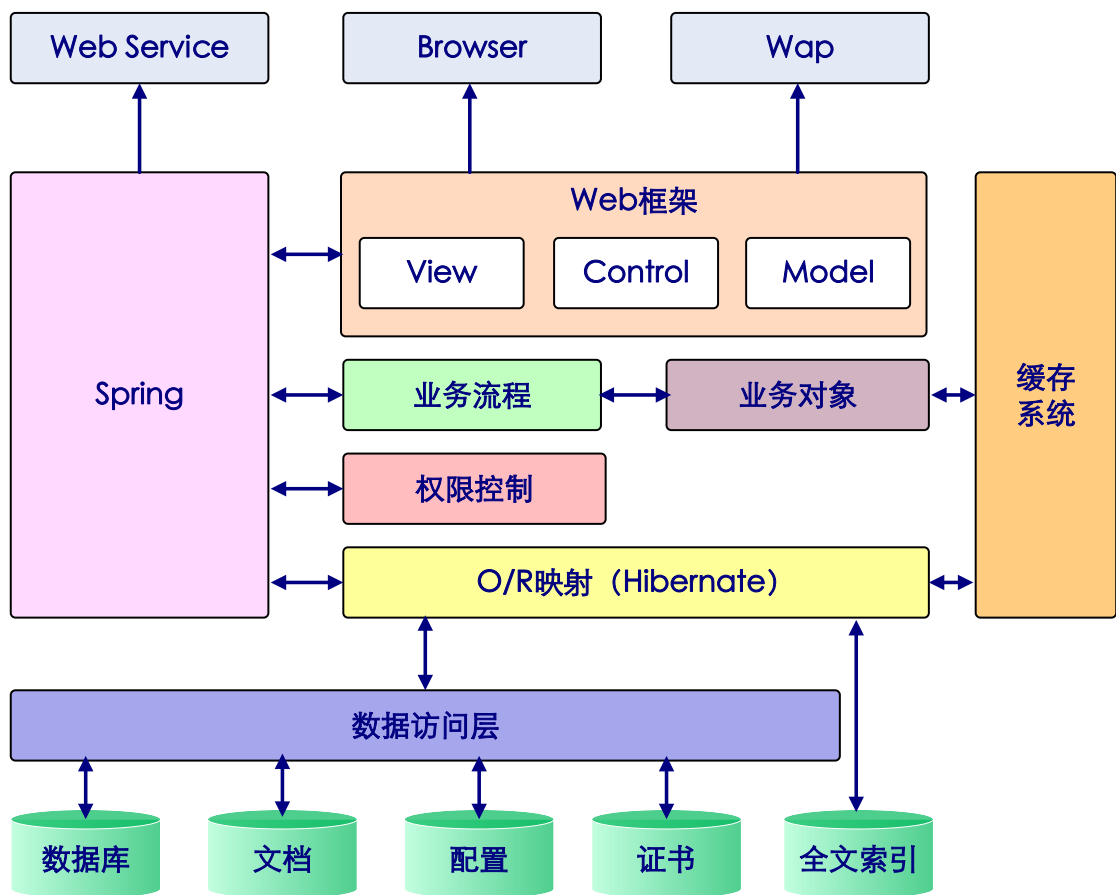 Web Service
Browser
Wap
Web框架
View
Control
Model
Spring
业务流程
业务对象
缓存
系统
权限控制
O/R映射（Hibernate）
数据访问层
数据库
文档
配置
证书
全文索引